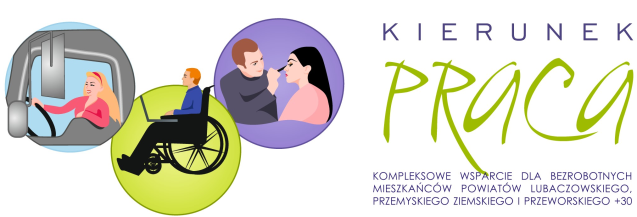 KIERUNEK
PRACA
KOMPLEKSOWE WSPARCIE DLA BEZROBOTNYCH
MIESZKAŃCÓW POWIATÓW LUBACZOWSKIEGO,
PRZEMYSKIEGO ZIEMSKIEGO I PRZEWORSKIEGO +30